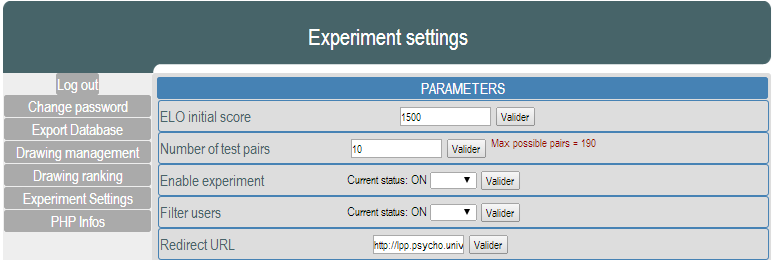 Experiment settings
Log out
Change password
Export Database
Drawing management
Drawing ranking
Experiment Settings
PHP Infos
PARAMETERS
ELO initial score 1500 Valider
Number of test pairs 10 Valider Max possible pairs = 190
Enable experiment Current status: ON Valider
Filter users Current status: ON Valider
Redirect URL http://lpp.psycho.univ Valider